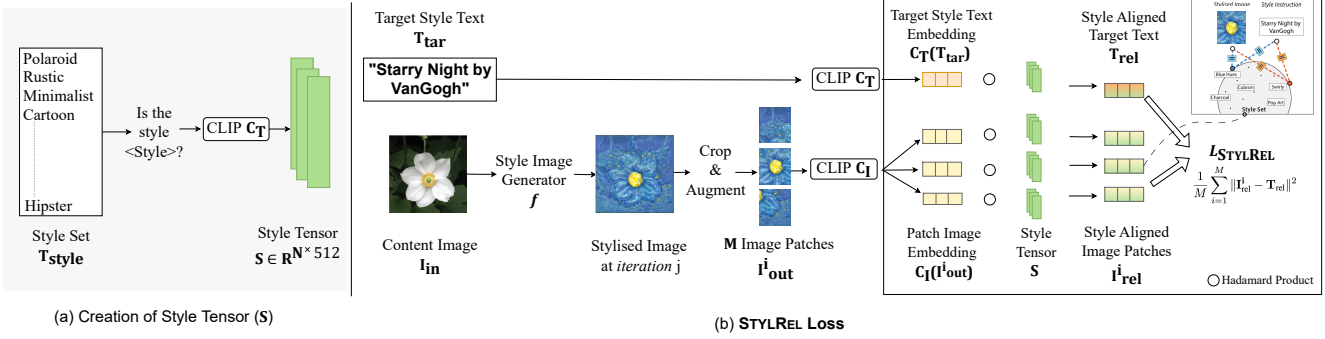 Polaroid
Rustic
Minimalist
Cartoon
Hipster
Style Set
T_style
Is the
style
<Style>?
CLIP C_T
Style Tensor
S ∈ R^{N×512}
(a) Creation of Style Tensor (S)
Target Style Text
T_tar
"Starry Night by
VanGogh"
CLIP C_T
Content Image
I_in
Style Image
Generator
f
Stylised Image
at iteration j
Crop
&
Augment
M Image Patches
I^i_out
CLIP C_I
Target Style Text
Embedding
C_T(T_tar)
Patch Image
Embedding
C_I(I^i_out)
Style
Tensor
S
Style Aligned
Target Text
T_rel
Style Aligned
Image Patches
I^i_rel
Stylised Image
Style Instruction
Starry Night by
VanGogh
Blue Hues
Cubism
Swirly
Charcoal
Pop Art
Style Set
L_STYLREL
1/M ∑_{i=1}^{M} ‖I^i_rel − T_rel‖²
Hadamard Product
(b) STYLREL Loss